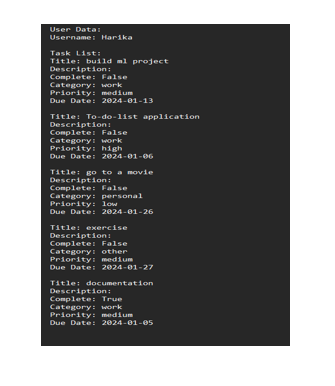 User Data:
Username: Harika
Task List:
Title: build ml project
Description:
Complete: False
Category: work
Priority: medium
Due Date: 2024-01-13
Title: To-do-list application
Description:
Complete: False
Category: work
Priority: high
Due Date: 2024-01-06
Title: go to a movie
Description:
Complete: False
Category: personal
Priority: low
Due Date: 2024-01-26
Title: exercise
Description:
Complete: False
Category: other
Priority: medium
Due Date: 2024-01-27
Title: documentation
Description:
Complete: True
Category: work
Priority: medium
Due Date: 2024-01-05